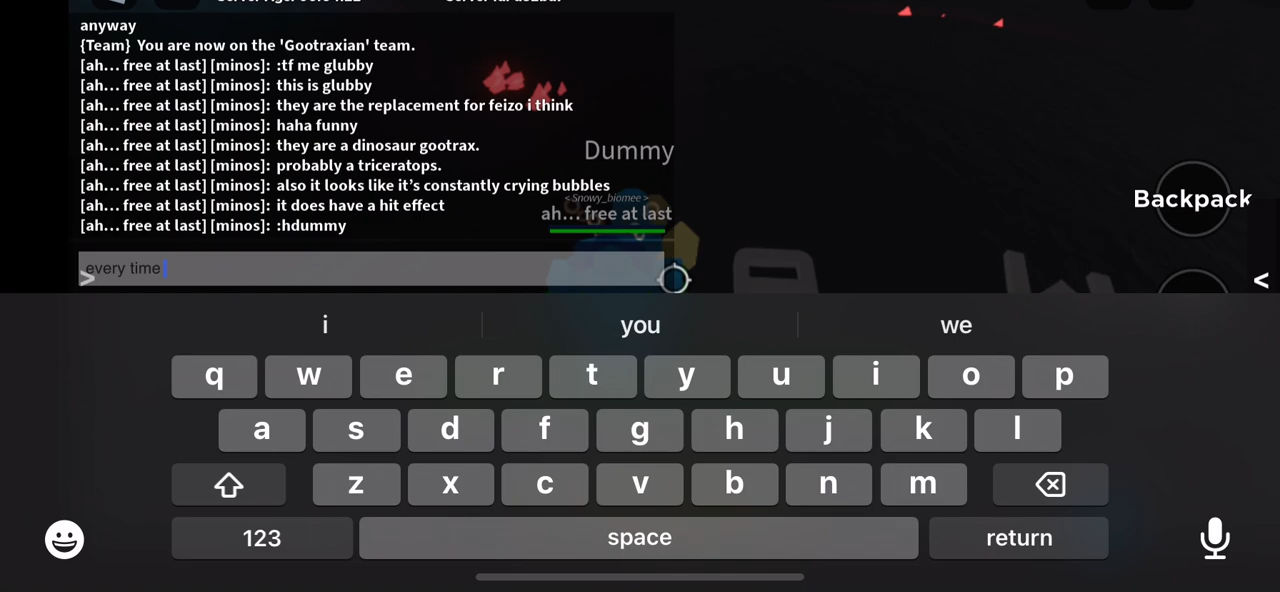 anyway
{Team} You are now on the 'Gootraxian' team.
[ah... free at last] [minos]: :tf me glubby
[ah... free at last] [minos]: this is glubby
[ah... free at last] [minos]: they are the replacement for feizo i think
[ah... free at last] [minos]: haha funny
[ah... free at last] [minos]: they are a dinosaur gootrax.
[ah... free at last] [minos]: probably a triceratops.
[ah... free at last] [minos]: also it looks like it’s constantly crying bubbles
[ah... free at last] [minos]: it does have a hit effect
[ah... free at last] [minos]: :hdummy
Dummy
<Snowy_biomee>
ah... free at last
Backpack
every time
>
<
i you we
q w e r t y u i o p
a s d f g h j k l
z x c v b n m
123 space return